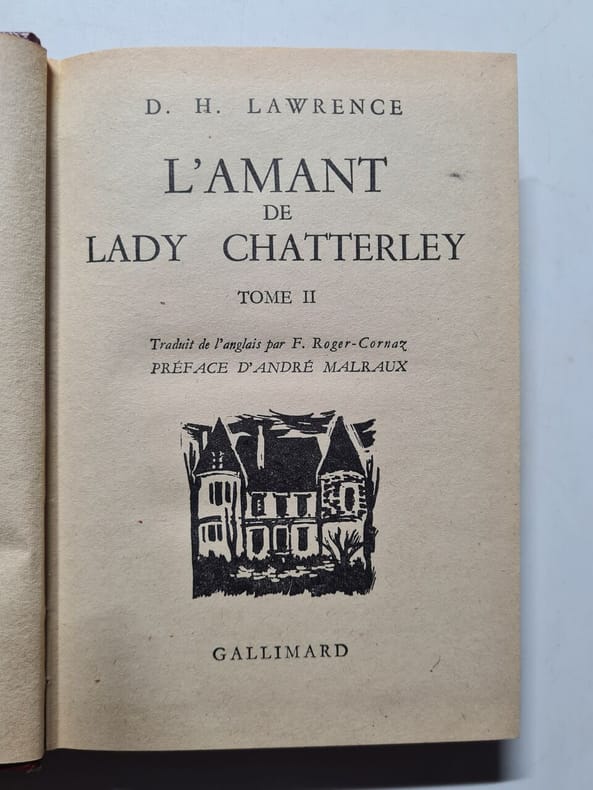 D. H. LAWRENCE
L'AMANT
DE
LADY CHATTERLEY
TOME II
Traduit de l'anglais par F. Roger-Cornaz
PRÉFACE D'ANDRÉ MALRAUX
GALLIMARD